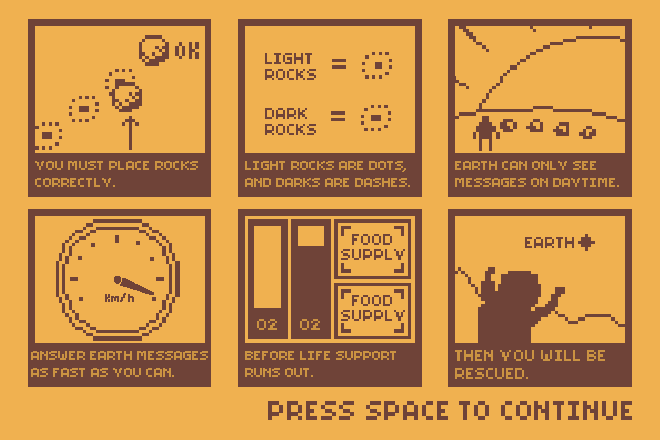 OK
YOU MUST PLACE ROCKS
CORRECTLY.
LIGHT
ROCKS =
DARK
ROCKS =
LIGHT ROCKS ARE DOTS,
AND DARKS ARE DASHES.
EARTH CAN ONLY SEE
MESSAGES ON DAYTIME.
Km/h
ANSWER EARTH MESSAGES
AS FAST AS YOU CAN.
FOOD
SUPPLY
FOOD
SUPPLY
O2 O2
BEFORE LIFE SUPPORT
RUNS OUT.
EARTH
THEN YOU WILL BE
RESCUED.
PRESS SPACE TO CONTINUE